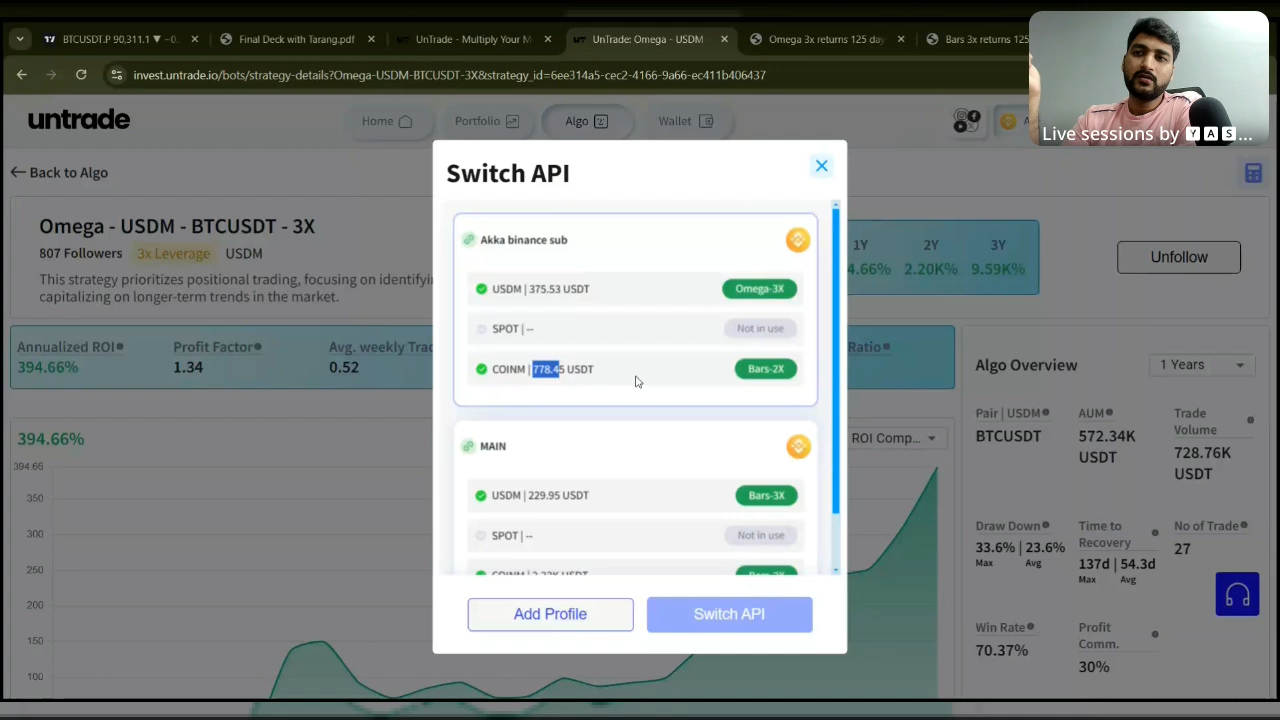 BTCUSDT.P 90,311.1 ▼ −0.
Final Deck with Tarang.pdf
UnTrade - Multiply Your M
UnTrade: Omega - USDM
Omega 3x returns 125 day
Bars 3x returns 125
invest.untrade.io/bots/strategy-details?Omega-USDM-BTCUSDT-3X&strategy_id=6ee314a5-cec2-4166-9a66-ec411b406437
Live sessions by 🆈🅰🆂...
untrade
Home
Portfolio
Algo
Wallet
Back to Algo
Omega - USDM - BTCUSDT - 3X
807 Followers 3x Leverage USDM
This strategy prioritizes positional trading, focusing on identifying
capitalizing on longer-term trends in the market.
1Y 2Y 3Y
4.66% 2.20K% 9.59K%
Unfollow
Annualized ROI Profit Factor Avg. weekly Trad Ratio
394.66% 1.34 0.52
394.66%
ROI Comp...
394.66
350
300
250
200
150
100
Switch API
Akka binance sub
USDM | 375.53 USDT Omega-3X
SPOT | -- Not in use
COINM | 778.45 USDT Bars-2X
MAIN
USDM | 229.95 USDT Bars-3X
SPOT | -- Not in use
Add Profile
Switch API
Algo Overview 1 Years
Pair | USDM
BTCUSDT
AUM
572.34K
USDT
Trade
Volume
728.76K
USDT
Draw Down
33.6% | 23.6%
Max Avg
Time to
Recovery
137d | 54.3d
Max Avg
No of Trade
27
Win Rate
70.37%
Profit
Comm.
30%